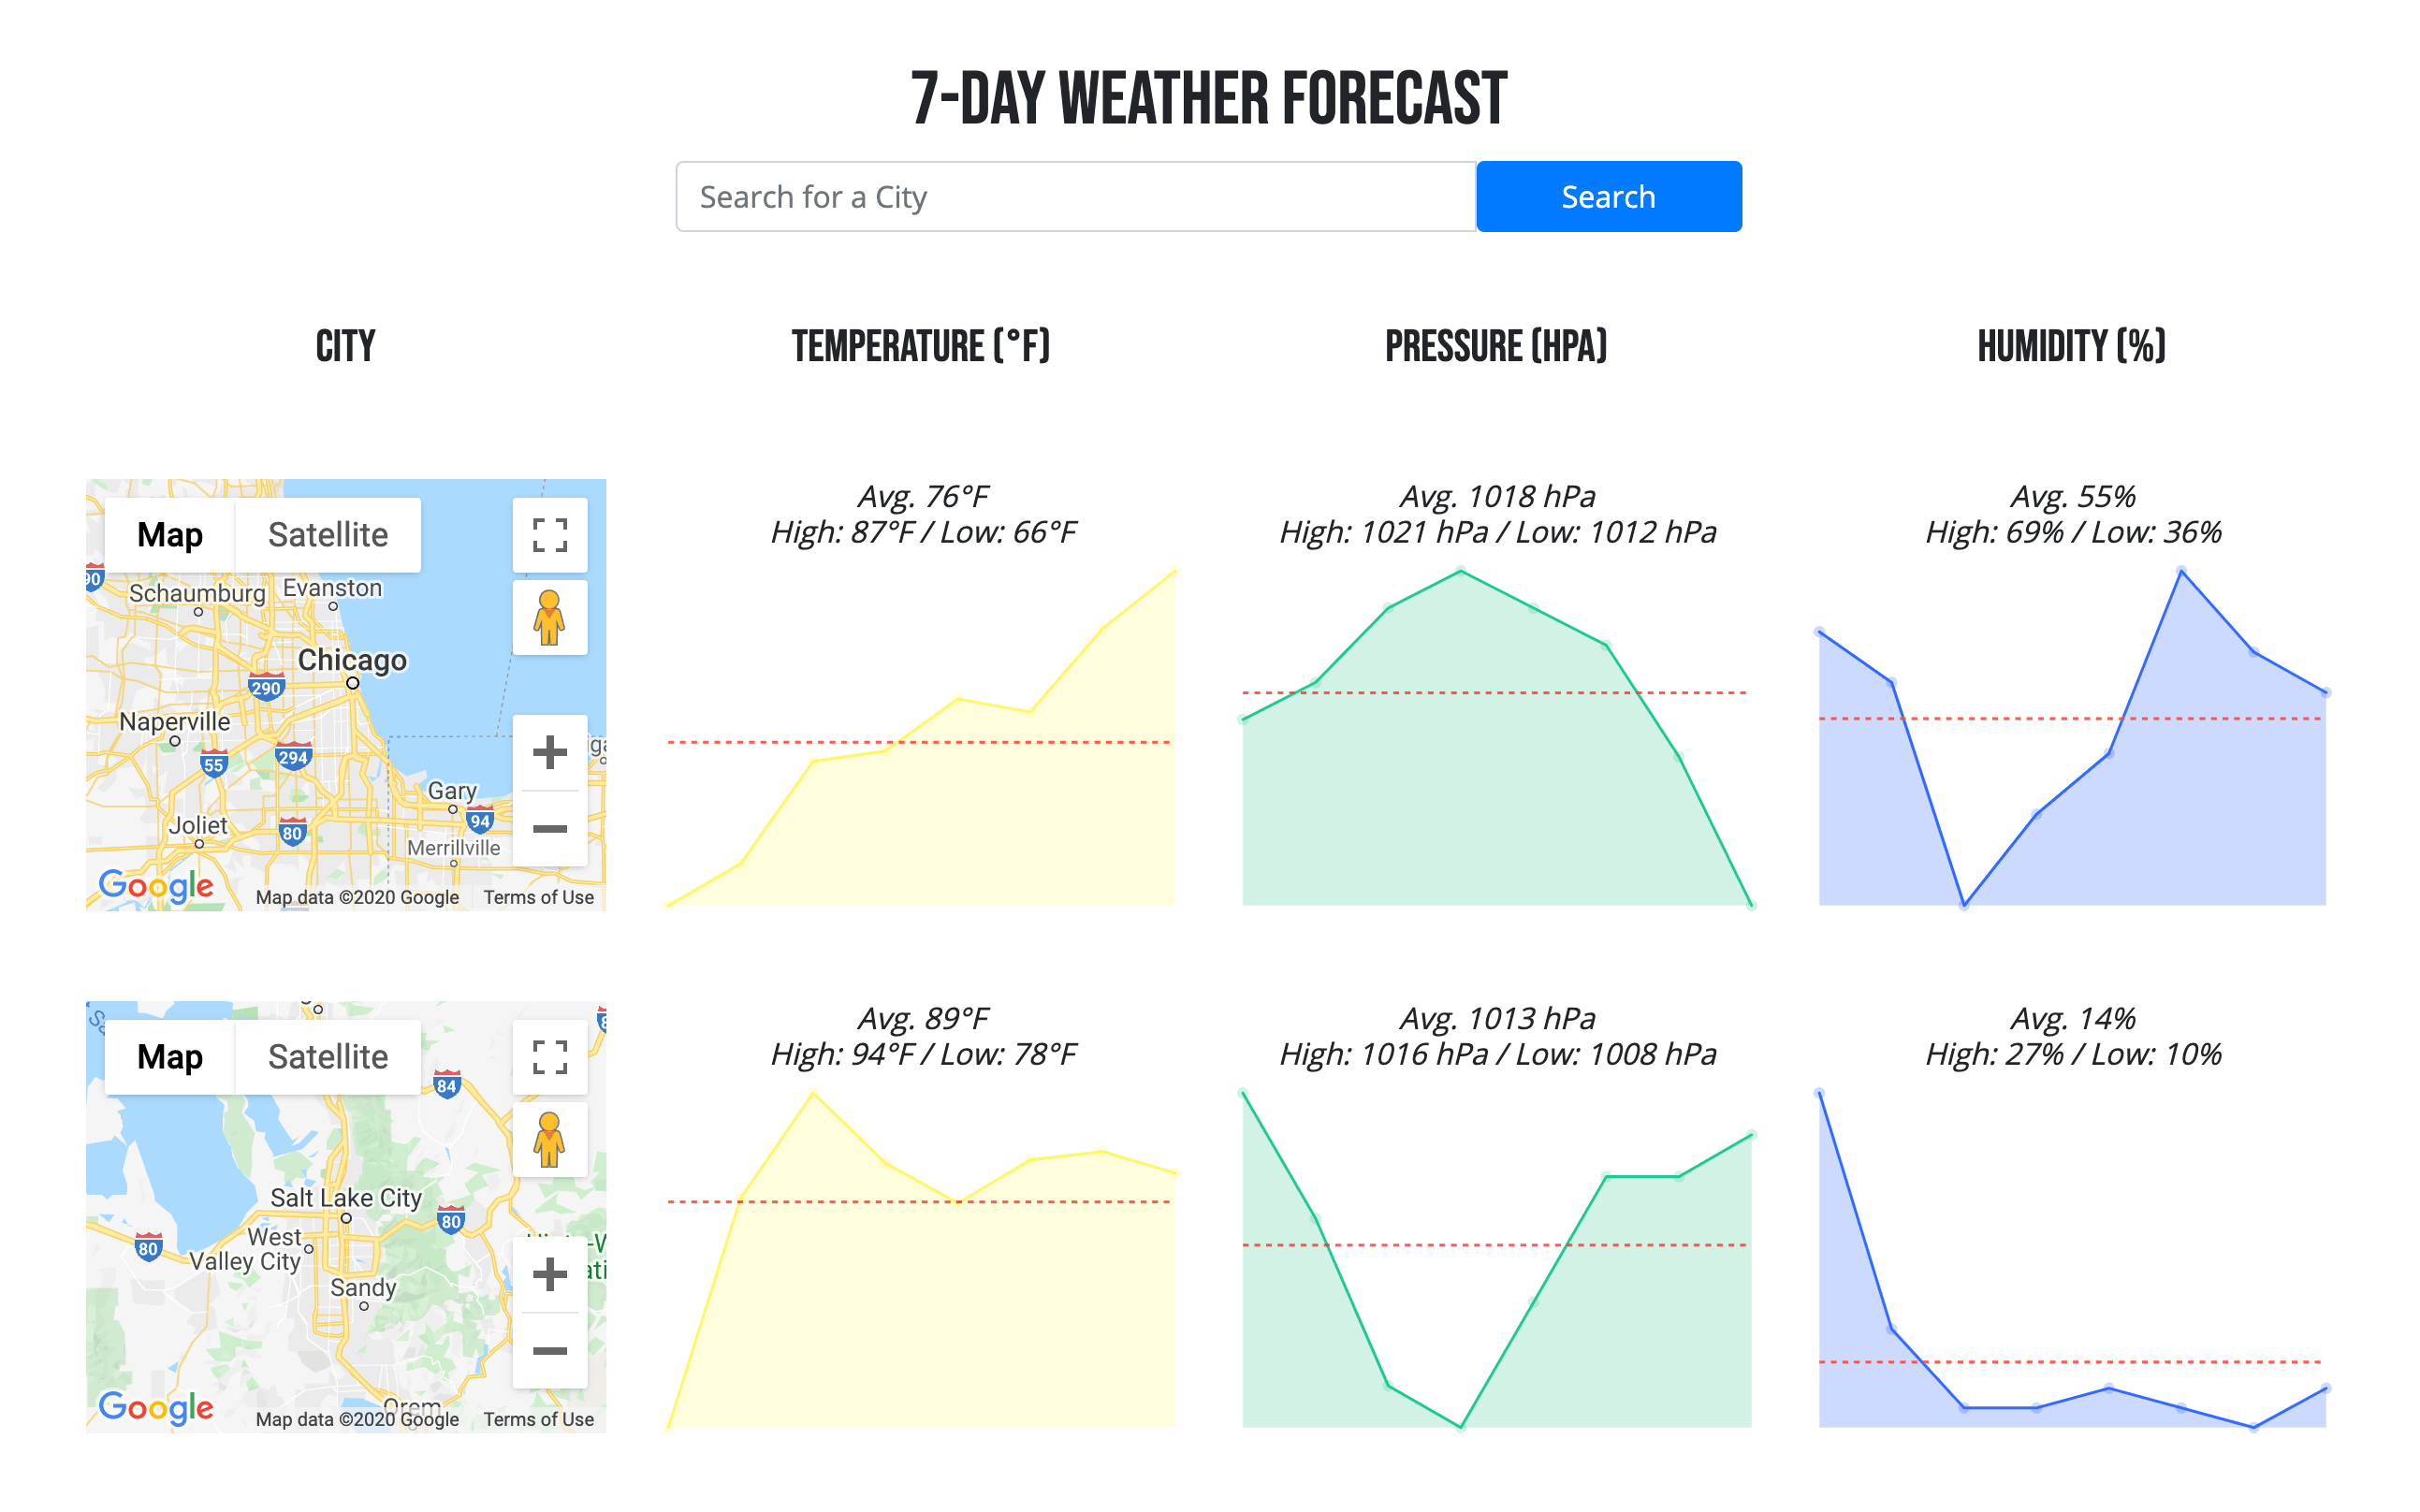 7-DAY WEATHER FORECAST
Search for a City
Search
CITY
TEMPERATURE (°F)
PRESSURE (HPA)
HUMIDITY (%)
Map
Satellite
90
Schaumburg
Evanston
Chicago
290
Naperville
55
294
Gary
Joliet
80
94
Merrillville
Google
Map data ©2020 Google
Terms of Use
Avg. 76°F
High: 87°F / Low: 66°F
Avg. 1018 hPa
High: 1021 hPa / Low: 1012 hPa
Avg. 55%
High: 69% / Low: 36%
Map
Satellite
84
Salt Lake City
80
80
West
Valley City
Sandy
Orem
Google
Map data ©2020 Google
Terms of Use
Avg. 89°F
High: 94°F / Low: 78°F
Avg. 1013 hPa
High: 1016 hPa / Low: 1008 hPa
Avg. 14%
High: 27% / Low: 10%